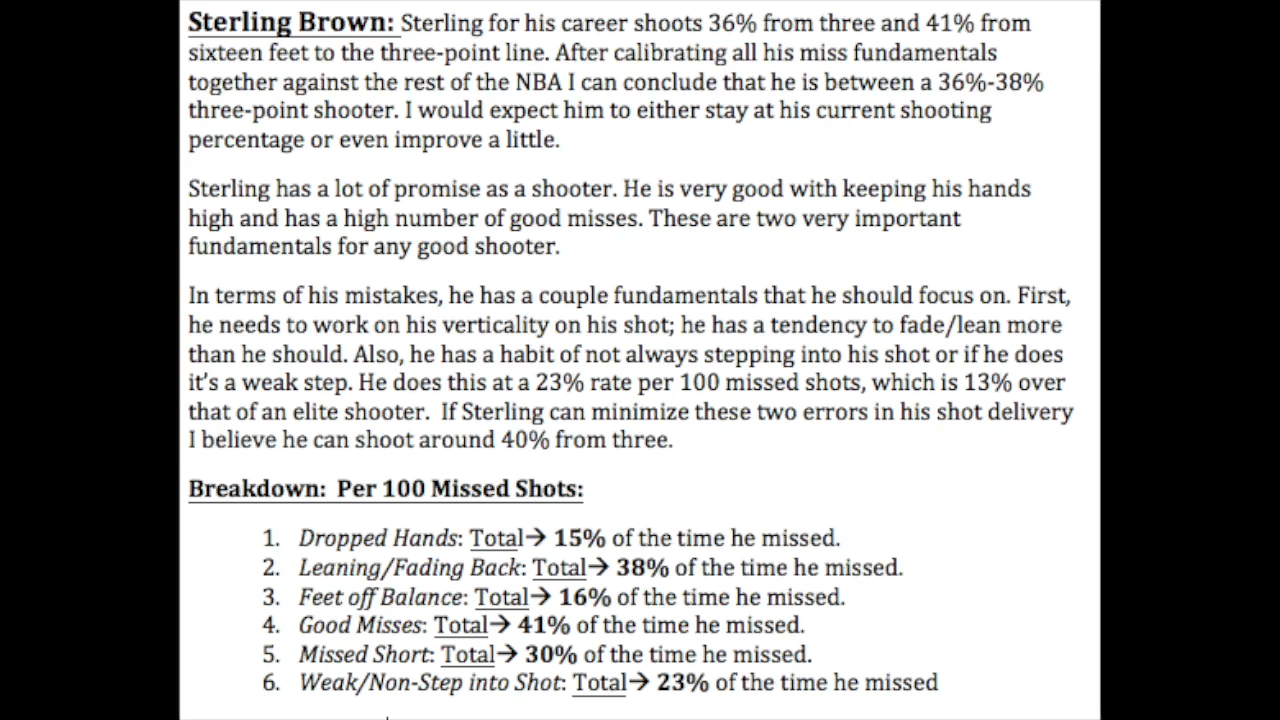 Sterling Brown: Sterling for his career shoots 36% from three and 41% from
sixteen feet to the three-point line. After calibrating all his miss fundamentals
together against the rest of the NBA I can conclude that he is between a 36%-38%
three-point shooter. I would expect him to either stay at his current shooting
percentage or even improve a little.
Sterling has a lot of promise as a shooter. He is very good with keeping his hands
high and has a high number of good misses. These are two very important
fundamentals for any good shooter.
In terms of his mistakes, he has a couple fundamentals that he should focus on. First,
he needs to work on his verticality on his shot; he has a tendency to fade/lean more
than he should. Also, he has a habit of not always stepping into his shot or if he does
it's a weak step. He does this at a 23% rate per 100 missed shots, which is 13% over
that of an elite shooter.  If Sterling can minimize these two errors in his shot delivery
I believe he can shoot around 40% from three.
Breakdown:  Per 100 Missed Shots:
1. Dropped Hands: Total→ 15% of the time he missed.
2. Leaning/Fading Back: Total→ 38% of the time he missed.
3. Feet off Balance: Total→ 16% of the time he missed.
4. Good Misses: Total→ 41% of the time he missed.
5. Missed Short: Total→ 30% of the time he missed.
6. Weak/Non-Step into Shot: Total→ 23% of the time he missed